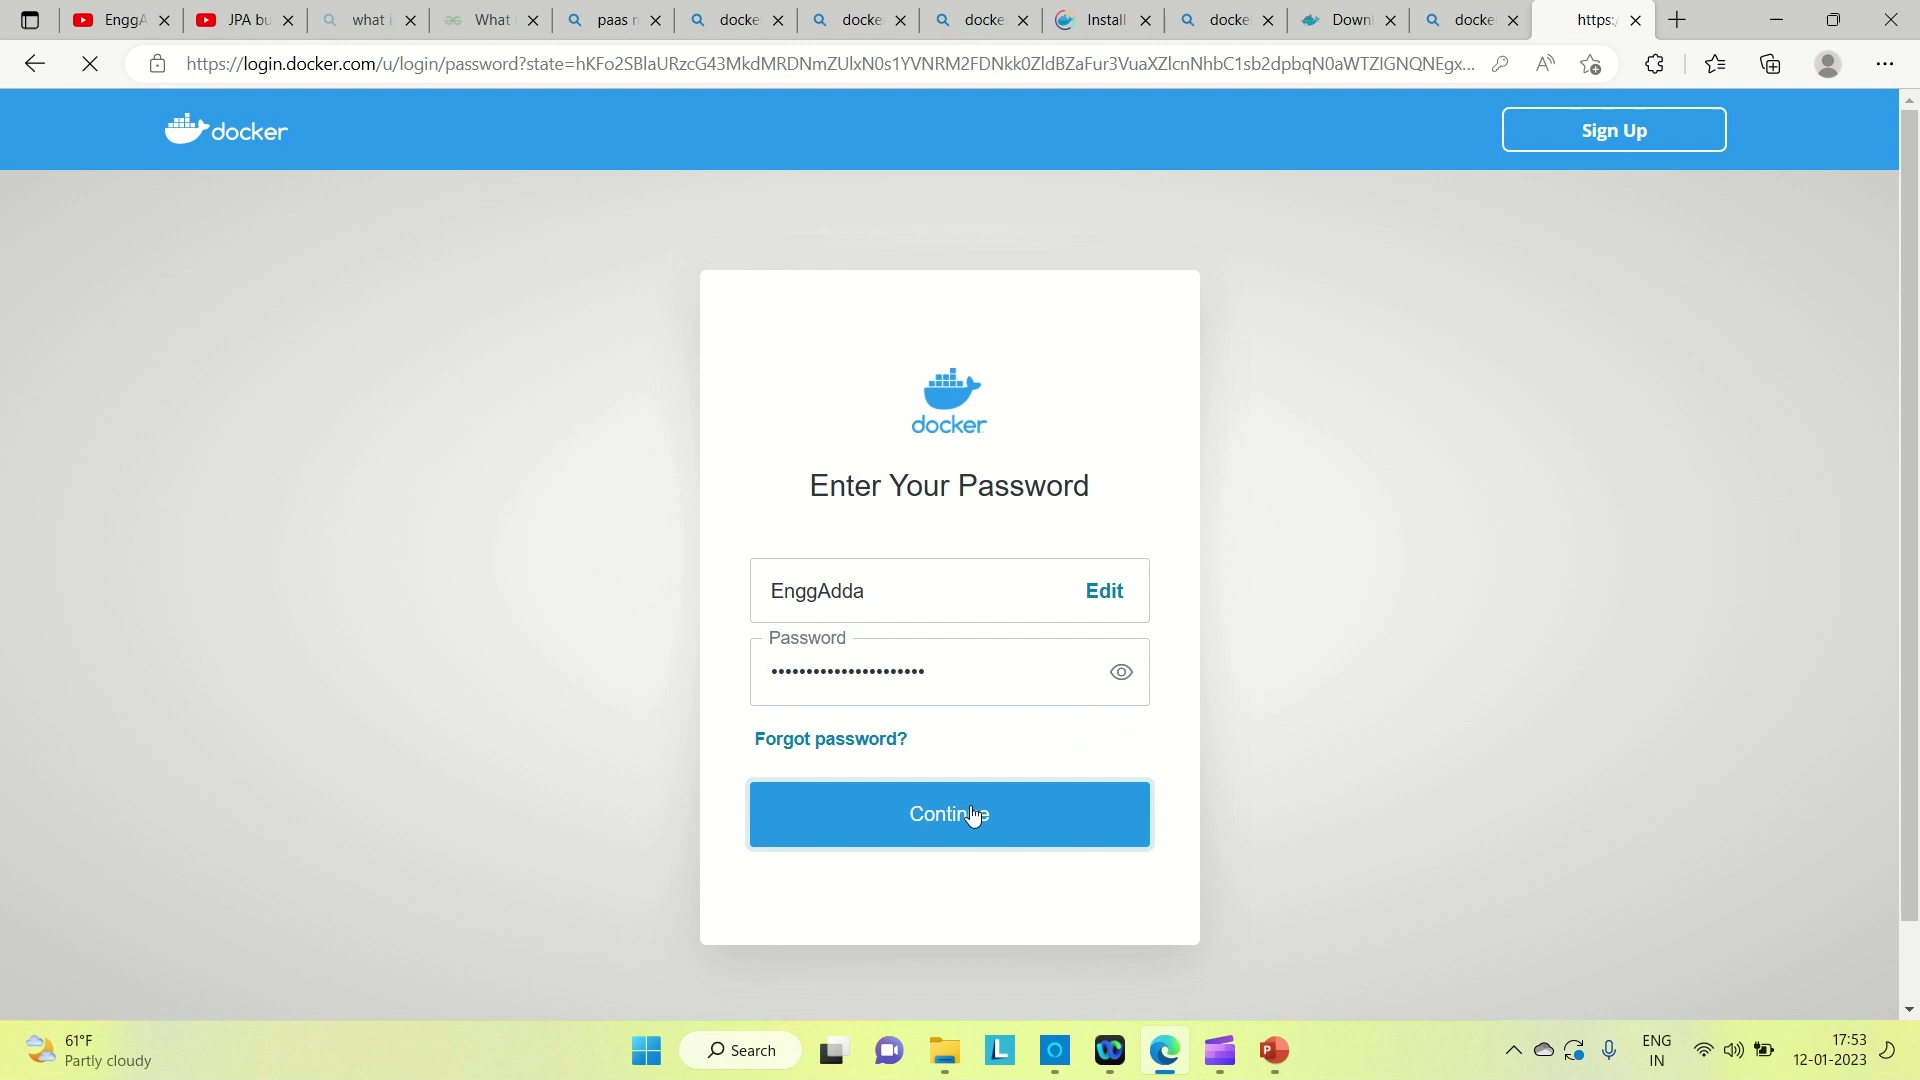 EnggA
JPA bu
what i
What
paas n
docke
docke
docke
Install
docke
Downl
docke
https:/
https://login.docker.com/u/login/password?state=hKFo2SBlaURzcG43MkdMRDNmZUlxN0s1YVNRM2FDNkk0ZldBZaFur3VuaXZlcnNhbC1sb2dpbqN0aWTZIGNQNEgx...
docker
Sign Up
docker
Enter Your Password
EnggAdda
Edit
Password
Forgot password?
Continue
61°F
Partly cloudy
Search
ENG
IN
17:53
12-01-2023